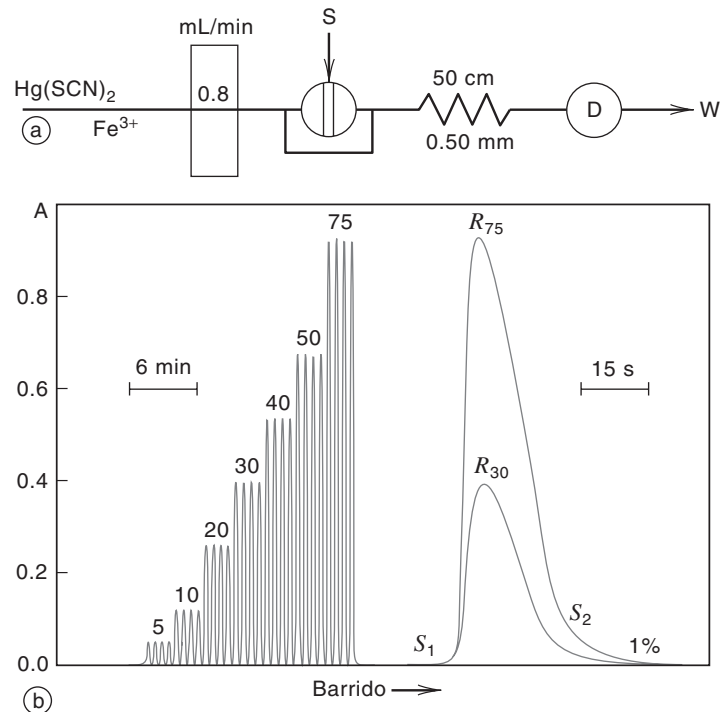 mL/min
S
Hg(SCN)₂
0.8
50 cm
D
W
ⓐ
Fe³⁺
0.50 mm
A
75
R₇₅
0.8
50
6 min
15 s
0.6
40
R₃₀
30
0.4
20
0.2
10
5
S₂
S₁
1%
0.0
Barrido
ⓑ